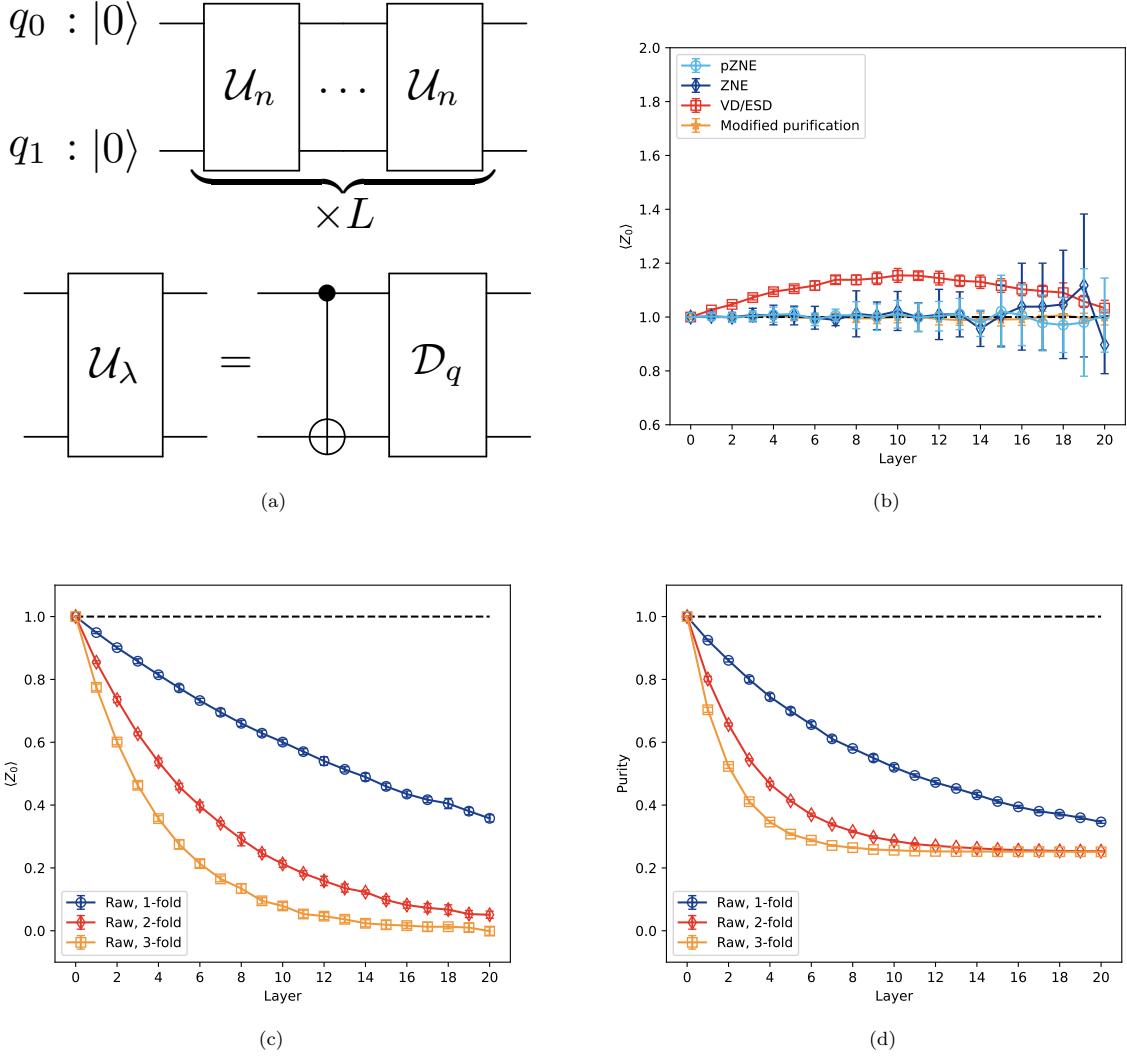 q₀ : |0⟩
𝒰ₙ ⋯ 𝒰ₙ
q₁ : |0⟩
×L
𝒰_λ = 𝒟_q
(a)
2.0
1.8
1.6
1.4
1.2
1.0
0.8
0.6
⟨Z₀⟩
pZNE
ZNE
VD/ESD
Modified purification
0 2 4 6 8 10 12 14 16 18 20
Layer
(b)
1.0
0.8
0.6
0.4
0.2
0.0
⟨Z₀⟩
Raw, 1-fold
Raw, 2-fold
Raw, 3-fold
0 2 4 6 8 10 12 14 16 18 20
Layer
(c)
1.0
0.8
0.6
0.4
0.2
0.0
Purity
Raw, 1-fold
Raw, 2-fold
Raw, 3-fold
0 2 4 6 8 10 12 14 16 18 20
Layer
(d)